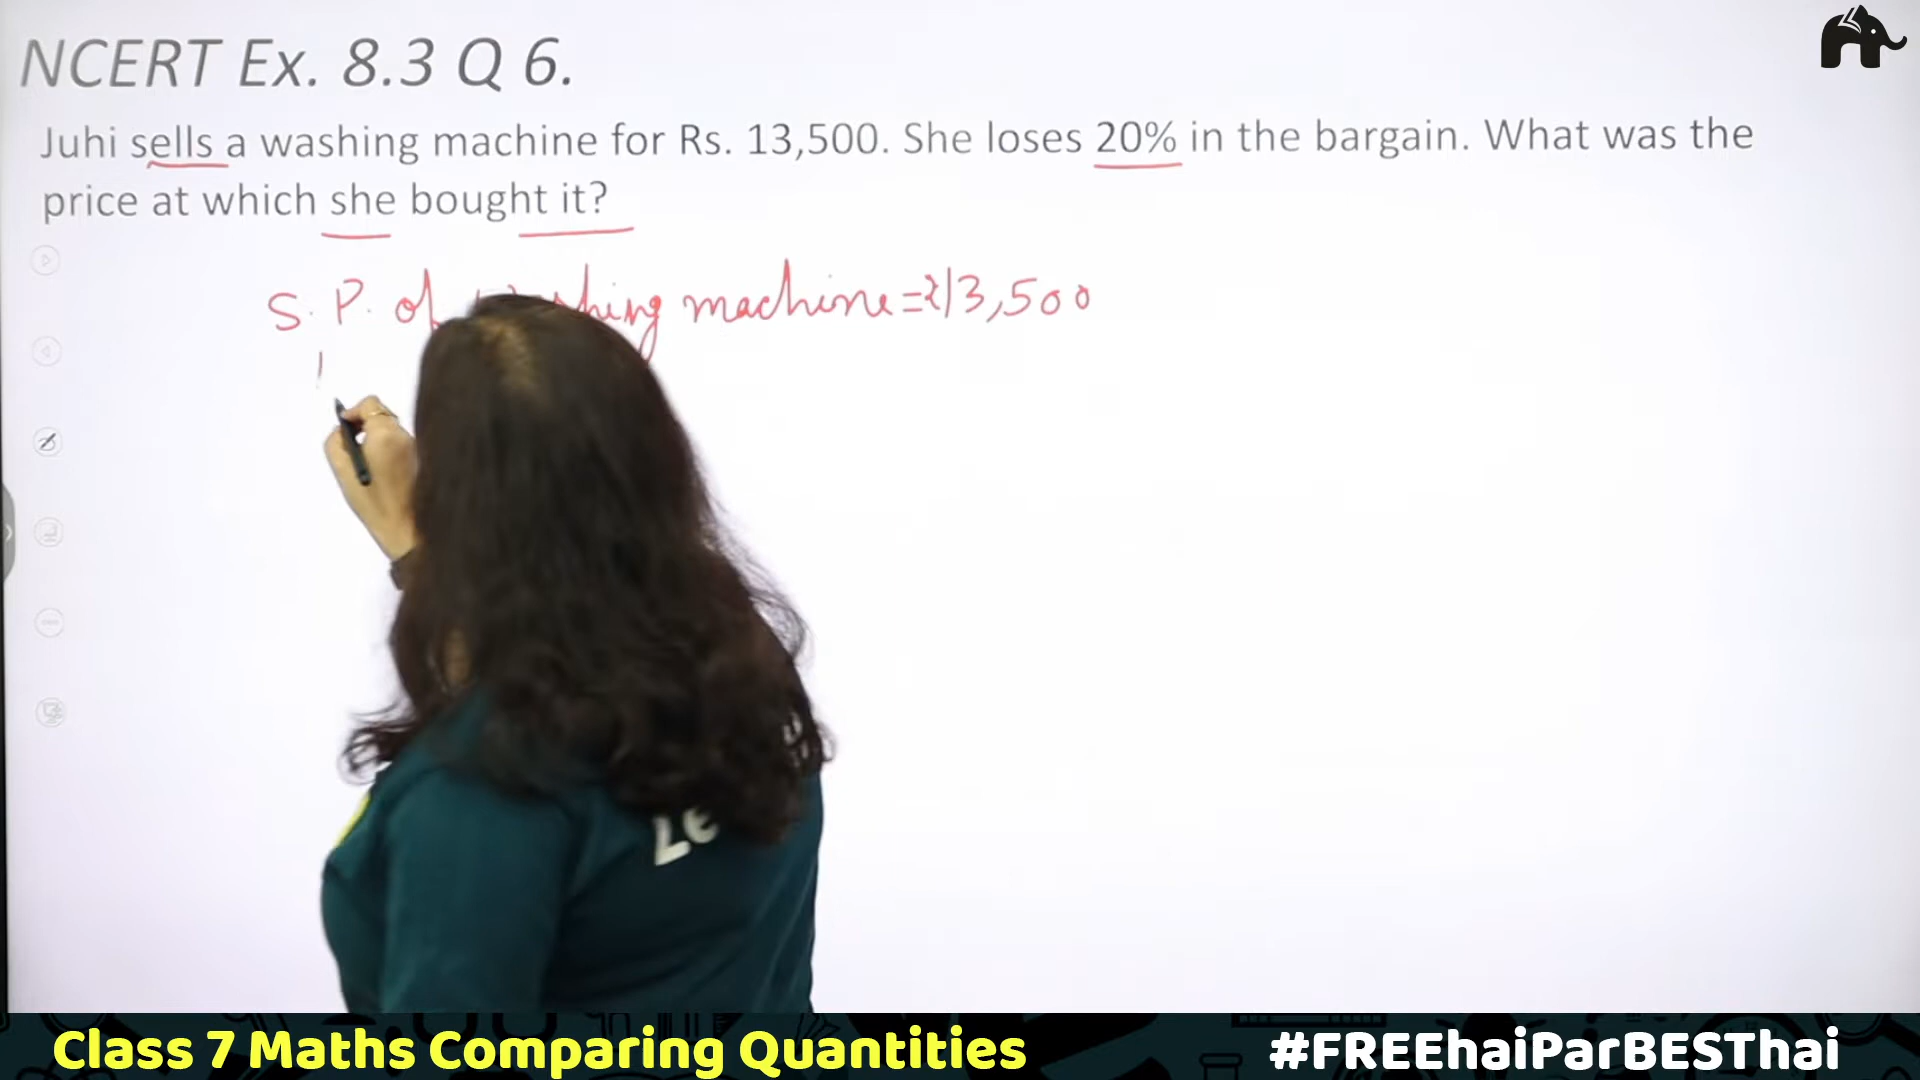 NCERT Ex. 8.3 Q 6.
Juhi sells a washing machine for Rs. 13,500. She loses 20% in the bargain. What was the
price at which she bought it?
S. P. of machine = ₹13,500
Le
Class 7 Maths Comparing Quantities
#FREEhaiParBESThai